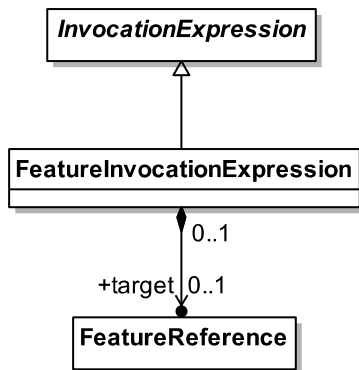 InvocationExpression
FeatureInvocationExpression
0..1
+target 0..1
FeatureReference